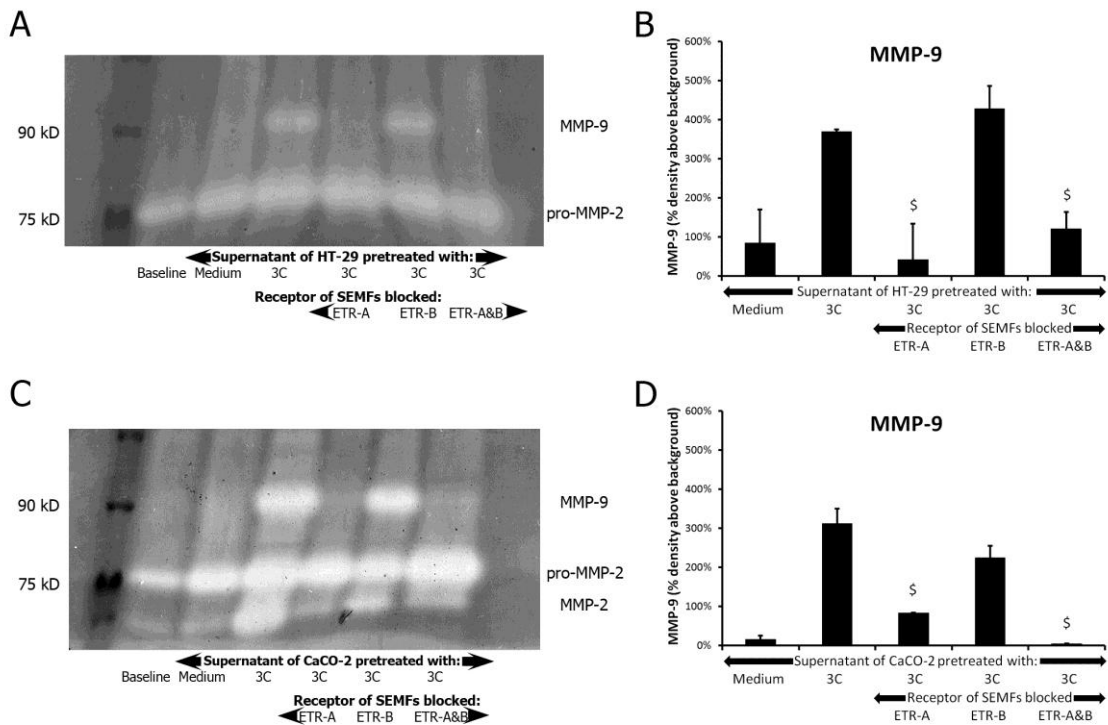 A
90 kD
75 kD
MMP-9
pro-MMP-2
Supernatant of HT-29 pretreated with:
Baseline Medium 3C 3C 3C 3C
Receptor of SEMFs blocked:
ETR-A ETR-B ETR-A&B
B
MMP-9
MMP-9 (% density above background)
600%
500%
400%
300%
200%
100%
0%
$
$
Supernatant of HT-29 pretreated with:
Medium 3C 3C 3C 3C
Receptor of SEMFs blocked
ETR-A ETR-B ETR-A&B
C
90 kD
75 kD
MMP-9
pro-MMP-2
MMP-2
Supernatant of CaCO-2 pretreated with:
Baseline Medium 3C 3C 3C 3C
Receptor of SEMFs blocked:
ETR-A ETR-B ETR-A&B
D
MMP-9
MMP-9 (% density above background)
600%
500%
400%
300%
200%
100%
0%
$
$
Supernatant of CaCO-2 pretreated with:
Medium 3C 3C 3C 3C
Receptor of SEMFs blocked
ETR-A ETR-B ETR-A&B